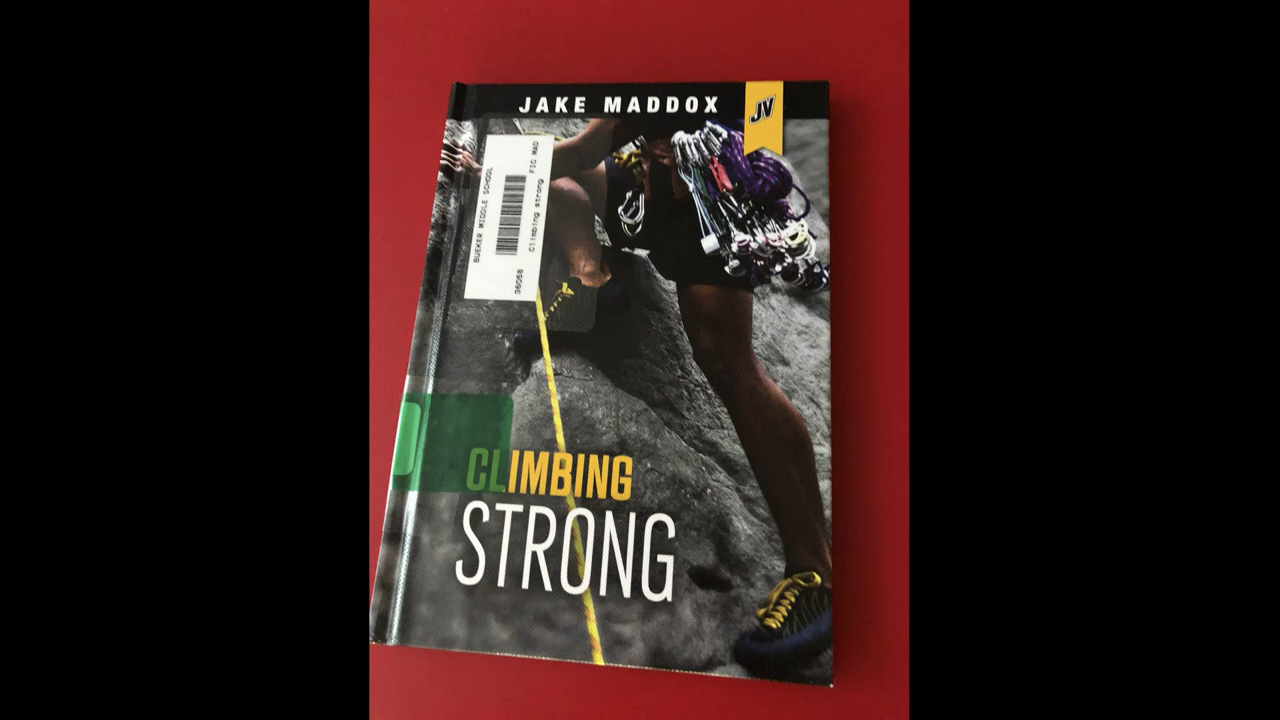 JAKE MADDOX
JV
BUEKER MIDDLE SCHOOL
36058
Climbing strong FIC MAD
CLIMBING
STRONG